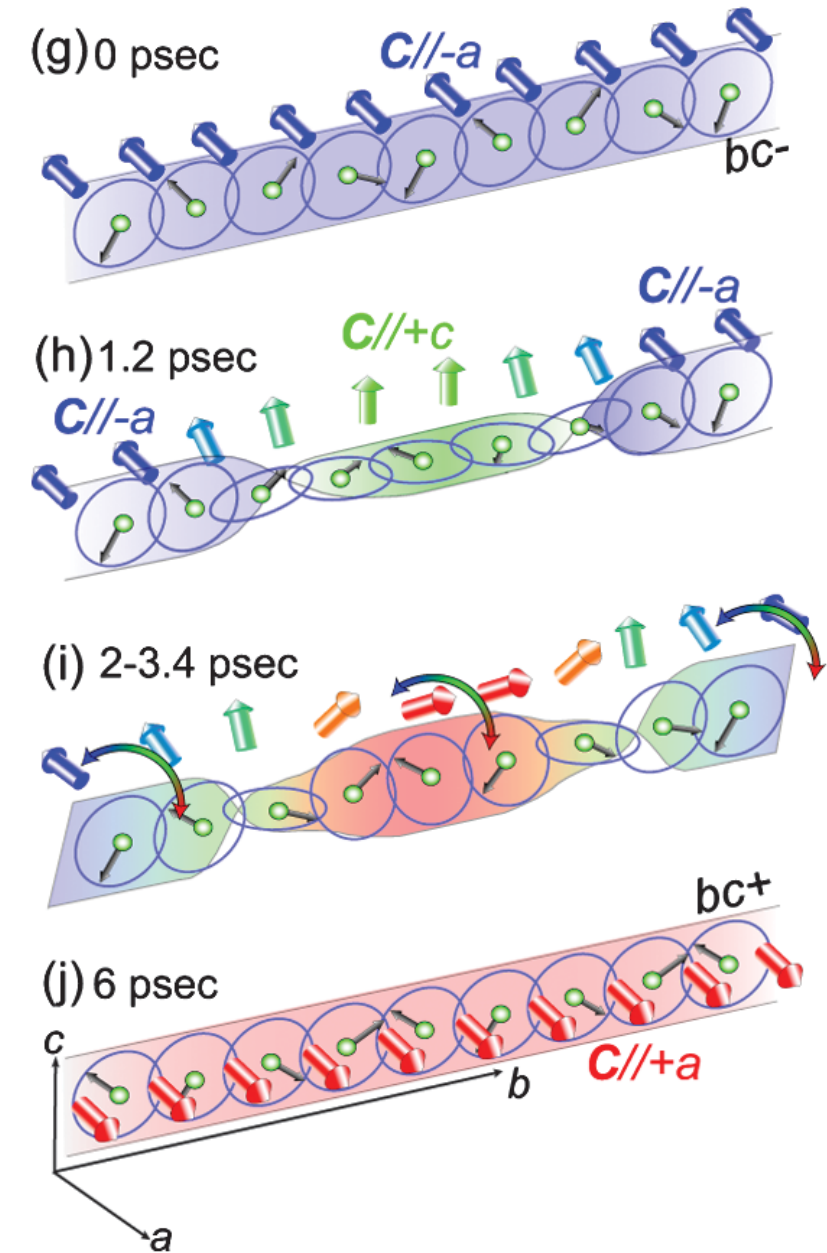 (g) 0 psec
C//-a
bc-
(h) 1.2 psec
C//+c
C//-a
C//-a
(i) 2-3.4 psec
bc+
(j) 6 psec
C//+a
c
b
a